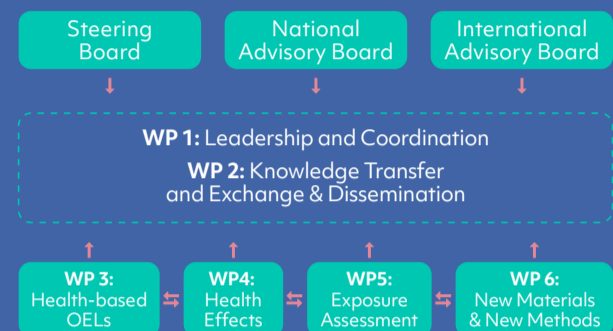 Steering
Board
National
Advisory Board
International
Advisory Board
WP 1: Leadership and Coordination
WP 2: Knowledge Transfer
and Exchange & Dissemination
WP 3:
Health-based
OELs
WP4:
Health
Effects
WP5:
Exposure
Assessment
WP 6:
New Materials
& New Methods